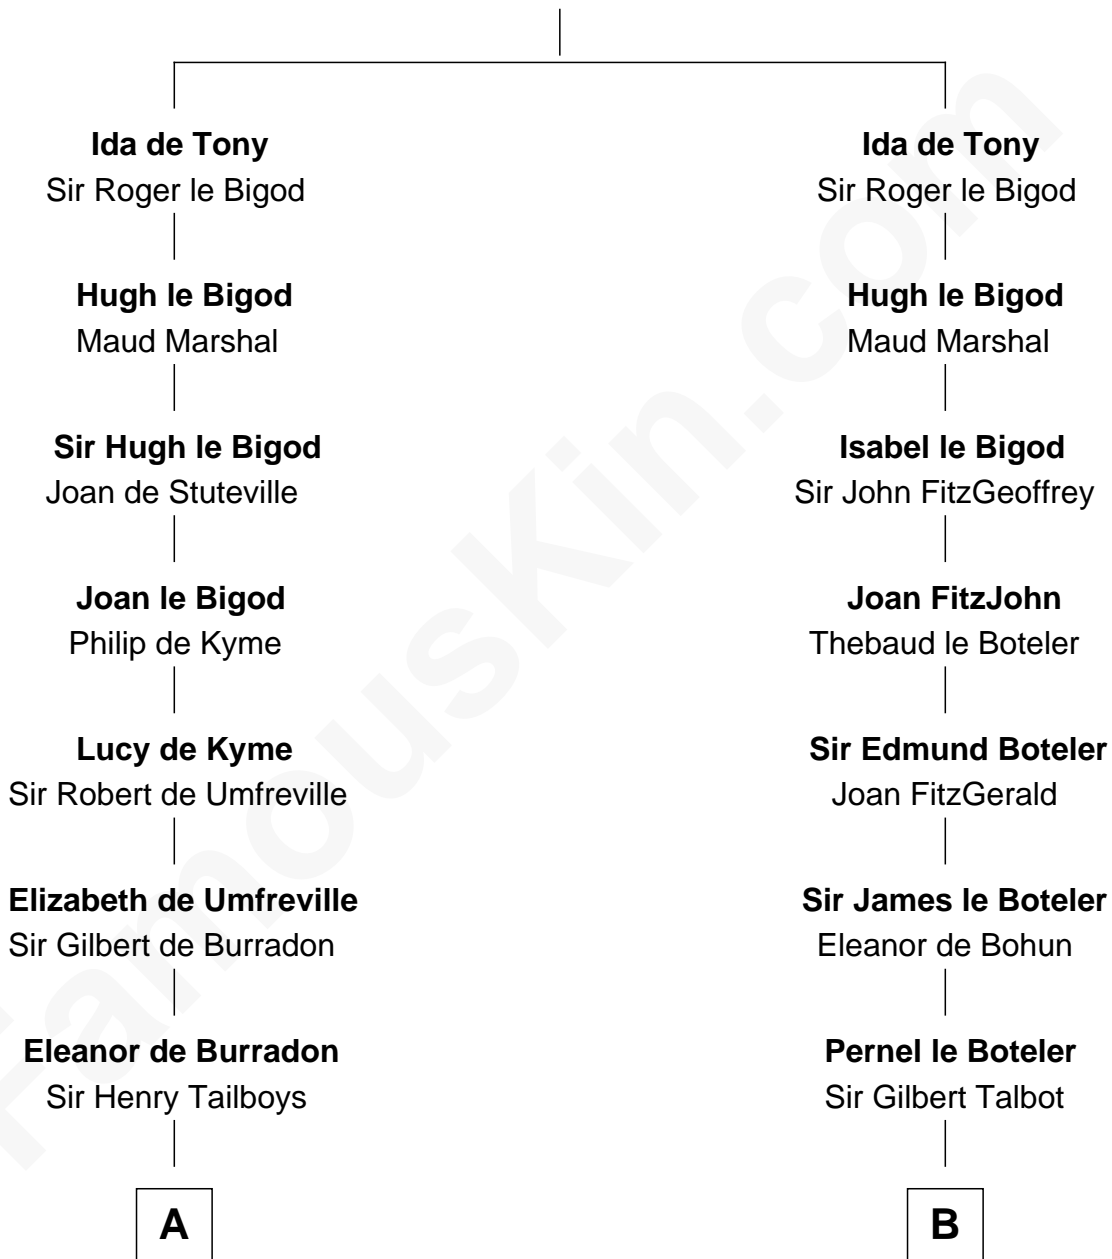 Ida de Tony
Sir Roger le Bigod
Hugh le Bigod
Maud Marshal
Sir Hugh le Bigod
Joan de Stuteville
Joan le Bigod
Philip de Kyme
Lucy de Kyme
Sir Robert de Umfreville
Elizabeth de Umfreville
Sir Gilbert de Burradon
Eleanor de Burradon
Sir Henry Tailboys
A
Ida de Tony
Sir Roger le Bigod
Hugh le Bigod
Maud Marshal
Isabel le Bigod
Sir John FitzGeoffrey
Joan FitzJohn
Thebaud le Boteler
Sir Edmund Boteler
Joan FitzGerald
Sir James le Boteler
Eleanor de Bohun
Pernel le Boteler
Sir Gilbert Talbot
B
FamousKin.com